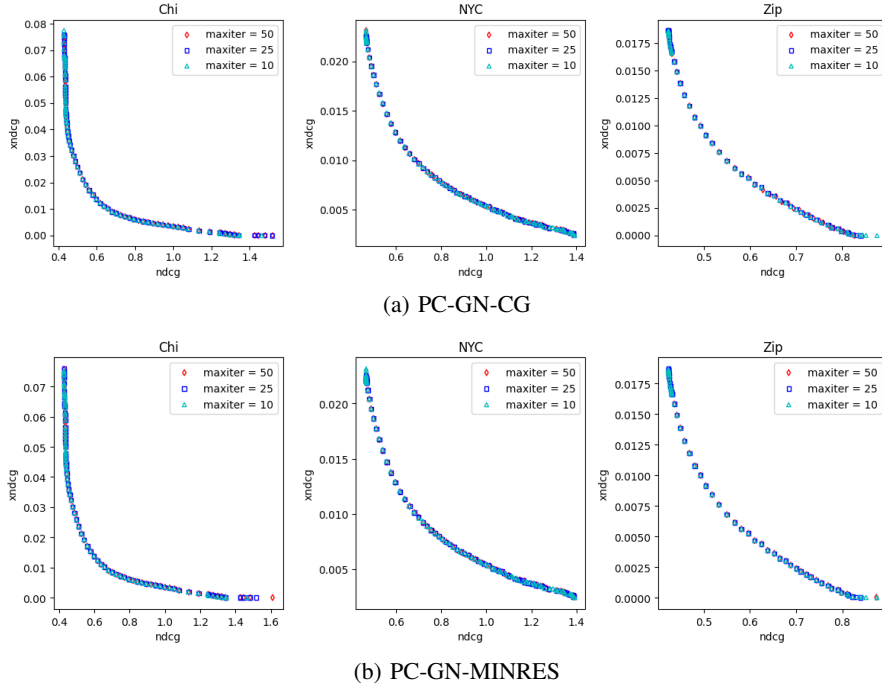 Chi
NYC
Zip
xndcg
0.08
0.07
0.06
0.05
0.04
0.03
0.02
0.01
0.00
maxiter = 50
maxiter = 25
maxiter = 10
0.4 0.6 0.8 1.0 1.2 1.4 1.6
ndcg
xndcg
0.020
0.015
0.010
0.005
maxiter = 50
maxiter = 25
maxiter = 10
0.6 0.8 1.0 1.2 1.4
ndcg
xndcg
0.0175
0.0150
0.0125
0.0100
0.0075
0.0050
0.0025
0.0000
maxiter = 50
maxiter = 25
maxiter = 10
0.5 0.6 0.7 0.8
ndcg
(a) PC-GN-CG
Chi
NYC
Zip
xndcg
0.07
0.06
0.05
0.04
0.03
0.02
0.01
0.00
maxiter = 50
maxiter = 25
maxiter = 10
0.4 0.6 0.8 1.0 1.2 1.4 1.6
ndcg
xndcg
0.020
0.015
0.010
0.005
maxiter = 50
maxiter = 25
maxiter = 10
0.6 0.8 1.0 1.2 1.4
ndcg
xndcg
0.0175
0.0150
0.0125
0.0100
0.0075
0.0050
0.0025
0.0000
maxiter = 50
maxiter = 25
maxiter = 10
0.5 0.6 0.7 0.8
ndcg
(b) PC-GN-MINRES